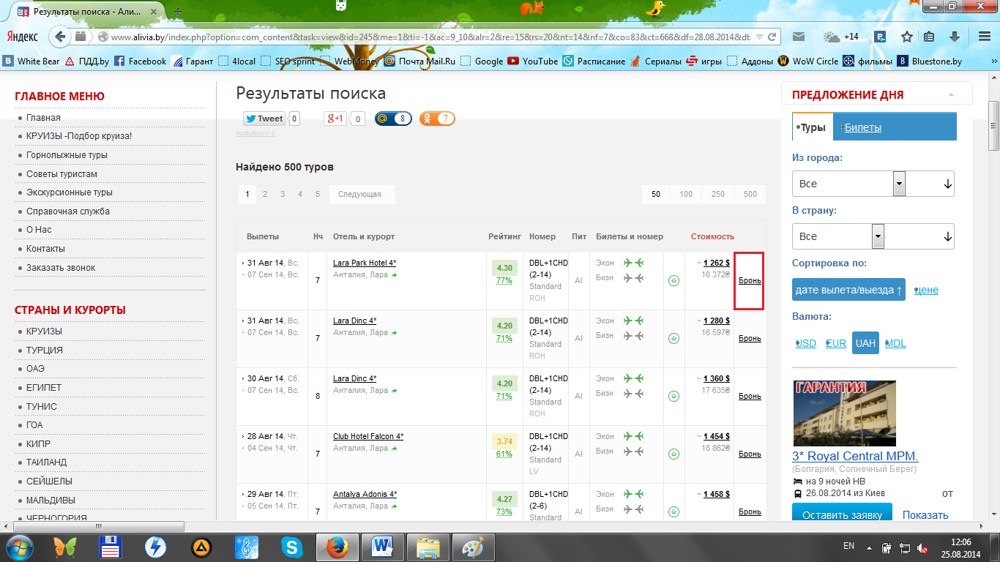 Результаты поиска - Али...
Яндекс
www.alivia.by/index.php?option=com_content&task=view&id=245&me=1&ti=-1&ac=9_10&alr=2&re=15&rs=20&nt=14&nf=7&co=83&ct=668&df=28.08.2014&dt-
+14
White Bear ПДД.by Facebook Гарант 4local SEO sprint WebMoney Почта Mail.Ru Google YouTube Расписание Сериалы игры Аддоны WoW Circle фильмы Bluestone.by »
ГЛАВНОЕ МЕНЮ
Главная
КРУИЗЫ -Подбор круиза!
Горнолыжные туры
Советы туристам
Экскурсионные туры
Справочная служба
О Нас
Контакты
Заказать звонок
СТРАНЫ И КУРОРТЫ
КРУИЗЫ
ТУРЦИЯ
ОАЭ
ЕГИПЕТ
ТУНИС
ГОА
КИПР
ТАИЛАНД
СЕЙШЕЛЫ
МАЛЬДИВЫ
ЧЕРНОГОРИЯ
Результаты поиска
Tweet 0 g+1 0 @ 8 7
SocButtons v1.5
Найдено 500 туров
1 2 3 4 5 Следующая 50 100 250 500
Вылеты Нч Отель и курорт Рейтинг Номер Пит Билеты и номер Стоимость
31 Авг 14, Вс. Lara Park Hotel 4* 4.30 DBL+1CHD Экон ~ 1 262 $
07 Сен 14, Вс. 7 Анталия, Лара 77% (2-14) AI Бизн 16 372₴ Бронь
Standard
ROH
31 Авг 14, Вс. Lara Dinc 4* 4.20 DBL+1CHD Экон ~ 1 280 $
07 Сен 14, Вс. 7 Анталия, Лара 71% (2-14) AI Бизн 16 597₴ Бронь
Standard
ROH
30 Авг 14, Сб. Lara Dinc 4* 4.20 DBL+1CHD Экон ~ 1 360 $
07 Сен 14, Вс. 8 Анталия, Лара 71% (2-14) AI Бизн 17 635₴ Бронь
Standard
ROH
28 Авг 14, Чт. Club Hotel Falcon 4* 3.74 DBL+1CHD Экон ~ 1 454 $
04 Сен 14, Чт. 7 Анталия, Лара 61% (2-14) AI Бизн 18 862₴ Бронь
Standard
LV
29 Авг 14, Пт. Antalya Adonis 4* 4.27 DBL+1CHD Экон ~ 1 458 $
05 Сен 14, Пт. 7 Анталия, Лара 73% (2-6) AI Бизн Бронь
Standard
ПРЕДЛОЖЕНИЕ ДНЯ
Туры Билеты
Из города:
Все
В страну:
Все
Сортировка по:
дате вылета/выезда ↑ цене
Валюта:
USD EUR UAH MDL
ГАРАНТИЯ
3* Royal Central МРМ.
(Болгария, Солнечный Берег)
на 9 ночей HB
26.08.2014 из Киев от
Оставить заявку Показать
EN 12:06
25.08.2014